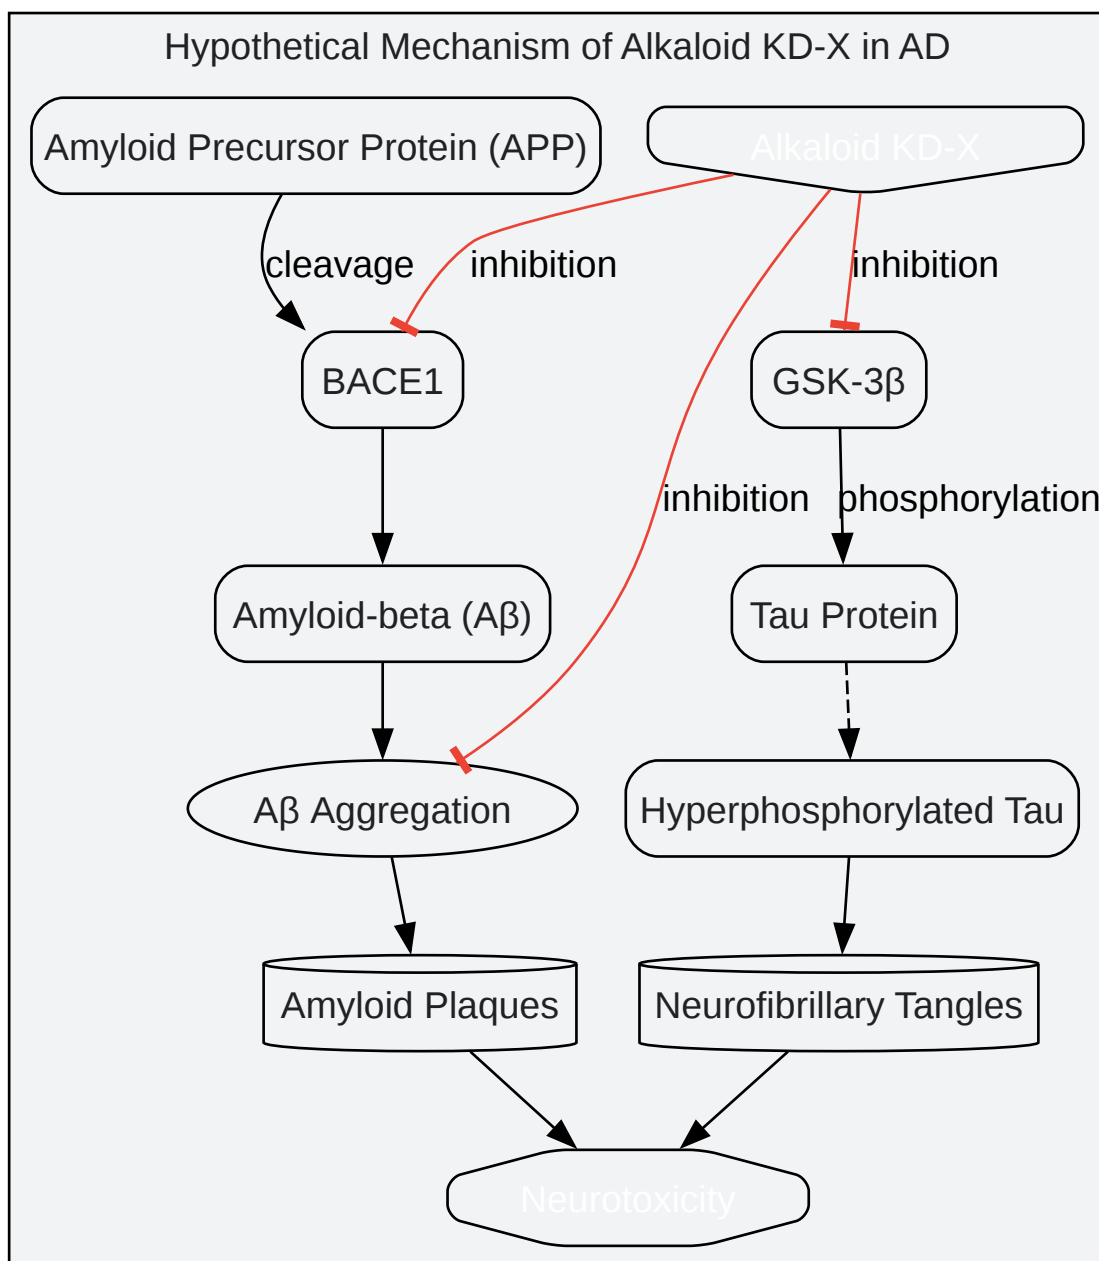 Hypothetical Mechanism of Alkaloid KD-X in AD
Amyloid Precursor Protein (APP)
Alkaloid KD-X
cleavage
inhibition
inhibition
BACE1
GSK-3β
inhibition
phosphorylation
Amyloid-beta (Aβ)
Tau Protein
Aβ Aggregation
Hyperphosphorylated Tau
Amyloid Plaques
Neurofibrillary Tangles
Neurotoxicity